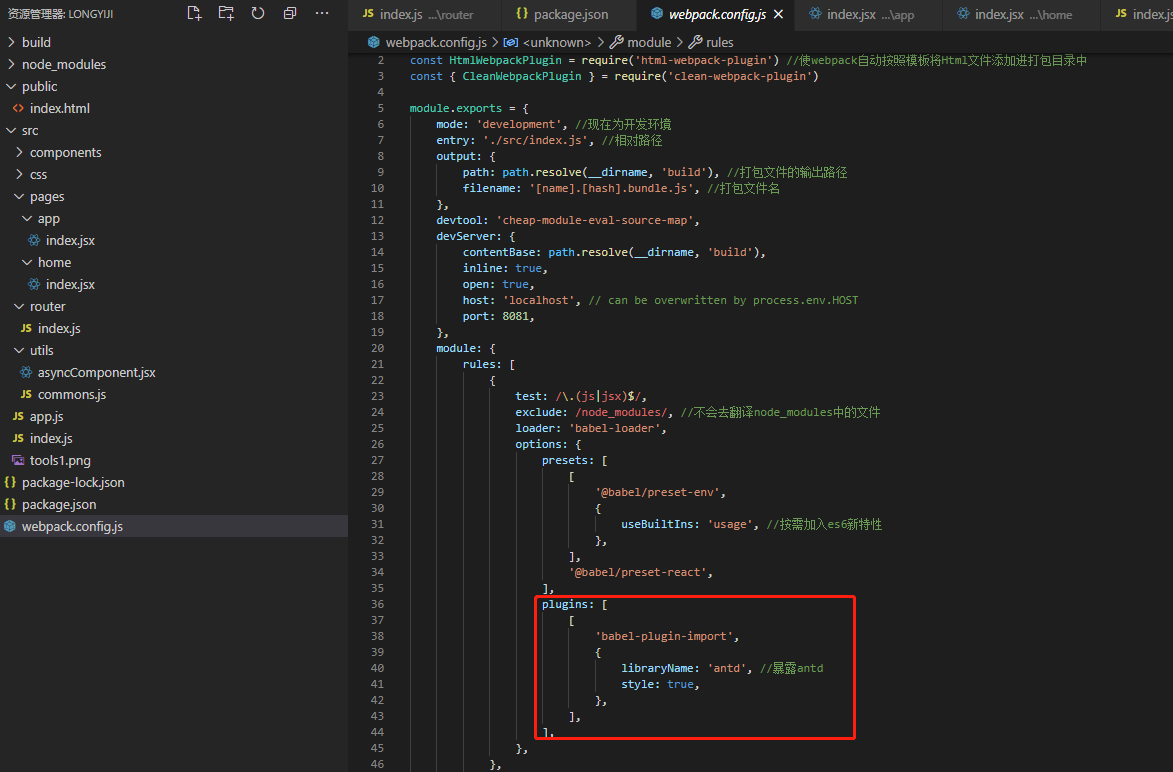 资源管理器: LONGYIJI
build
node_modules
public
<> index.html
src
components
css
pages
app
index.jsx
home
index.jsx
router
JS index.js
utils
asyncComponent.jsx
JS commons.js
JS app.js
JS index.js
tools1.png
{} package-lock.json
{} package.json
webpack.config.js
JS index.js ...\router
{} package.json
webpack.config.js
index.jsx ...\app
index.jsx ...\home
JS index.js
webpack.config.js > <unknown> > module > rules
2 const HtmlWebpackPlugin = require('html-webpack-plugin') //使webpack自动按照模板将Html文件添加进打包目录中
3 const { CleanWebpackPlugin } = require('clean-webpack-plugin')
4
5 module.exports = {
6 mode: 'development', //现在为开发环境
7 entry: './src/index.js', //相对路径
8 output: {
9 path: path.resolve(__dirname, 'build'), //打包文件的输出路径
10 filename: '[name].[hash].bundle.js', //打包文件名
11 },
12 devtool: 'cheap-module-eval-source-map',
13 devServer: {
14 contentBase: path.resolve(__dirname, 'build'),
15 inline: true,
16 open: true,
17 host: 'localhost', // can be overwritten by process.env.HOST
18 port: 8081,
19 },
20 module: {
21 rules: [
22 {
23 test: /\.(js|jsx)$/,
24 exclude: /node_modules/, //不会去翻译node_modules中的文件
25 loader: 'babel-loader',
26 options: {
27 presets: [
28 [
29 '@babel/preset-env',
30 {
31 useBuiltIns: 'usage', //按需加入es6新特性
32 },
33 ],
34 '@babel/preset-react',
35 ],
36 plugins: [
37 [
38 'babel-plugin-import',
39 {
40 libraryName: 'antd', //暴露antd
41 style: true,
42 },
43 ],
44 ],
45 },
46 },